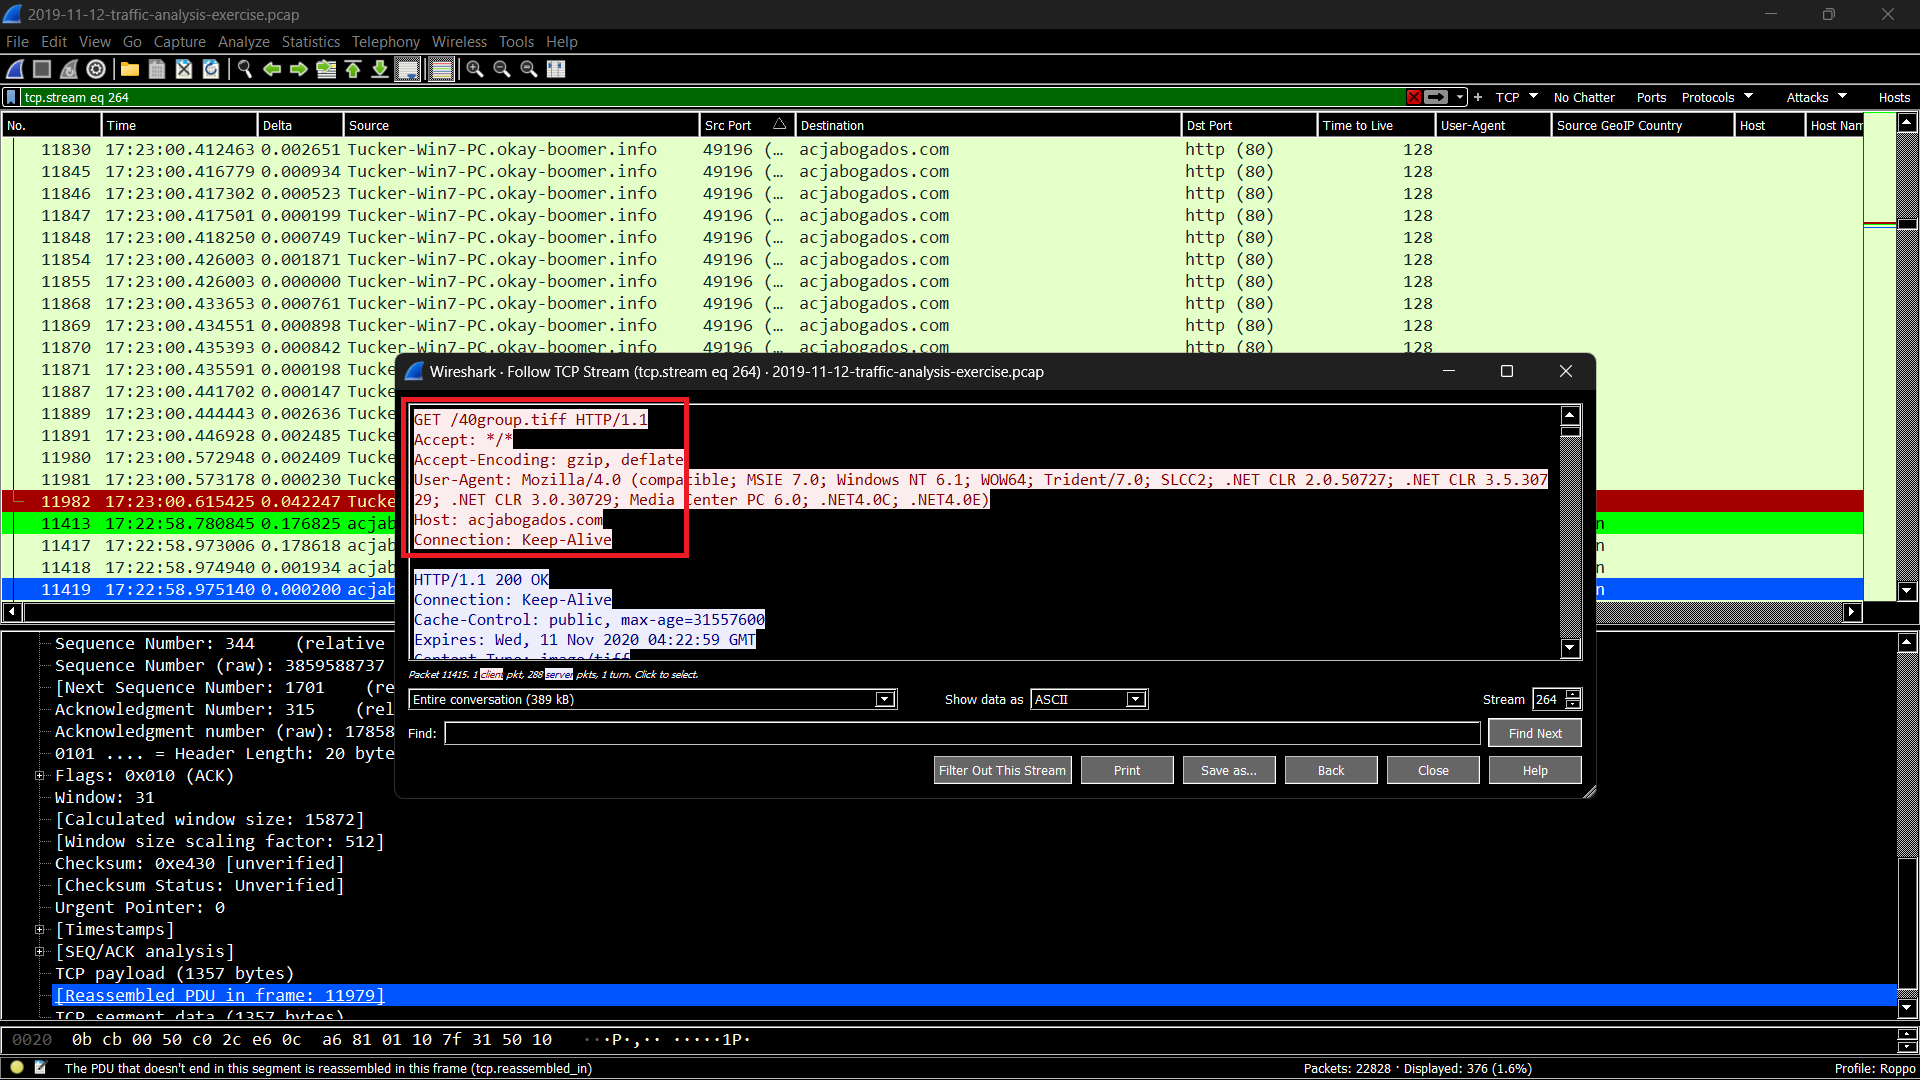 2019-11-12-traffic-analysis-exercise.pcap
File Edit View Go Capture Analyze Statistics Telephony Wireless Tools Help
tcp.stream eq 264
+ TCP No Chatter Ports Protocols Attacks Hosts
No. Time Delta Source Src Port Destination Dst Port Time to Live User-Agent Source GeoIP Country Host Host Nam
11830 17:23:00.412463 0.002651 Tucker-Win7-PC.okay-boomer.info 49196 (… acjabogados.com http (80) 128
11845 17:23:00.416779 0.000934 Tucker-Win7-PC.okay-boomer.info 49196 (… acjabogados.com http (80) 128
11846 17:23:00.417302 0.000523 Tucker-Win7-PC.okay-boomer.info 49196 (… acjabogados.com http (80) 128
11847 17:23:00.417501 0.000199 Tucker-Win7-PC.okay-boomer.info 49196 (… acjabogados.com http (80) 128
11848 17:23:00.418250 0.000749 Tucker-Win7-PC.okay-boomer.info 49196 (… acjabogados.com http (80) 128
11854 17:23:00.426003 0.001871 Tucker-Win7-PC.okay-boomer.info 49196 (… acjabogados.com http (80) 128
11855 17:23:00.426003 0.000000 Tucker-Win7-PC.okay-boomer.info 49196 (… acjabogados.com http (80) 128
11868 17:23:00.433653 0.000761 Tucker-Win7-PC.okay-boomer.info 49196 (… acjabogados.com http (80) 128
11869 17:23:00.434551 0.000898 Tucker-Win7-PC.okay-boomer.info 49196 (… acjabogados.com http (80) 128
11870 17:23:00.435393 0.000842 Tucker-Win7-PC.okay-boomer.info 49196 (… acjabogados.com http (80) 128
11871 17:23:00.435591 0.000198 Tucke
11887 17:23:00.441702 0.000147 Tucke
11889 17:23:00.444443 0.002636 Tucke
11891 17:23:00.446928 0.002485 Tucke
11980 17:23:00.572948 0.002409 Tucke
11981 17:23:00.573178 0.000230 Tucke
11982 17:23:00.615425 0.042247 Tucke
11413 17:22:58.780845 0.176825 acjab n
11417 17:22:58.973006 0.178618 acjab n
11418 17:22:58.974940 0.001934 acjab n
11419 17:22:58.975140 0.000200 acjab n
Wireshark · Follow TCP Stream (tcp.stream eq 264) · 2019-11-12-traffic-analysis-exercise.pcap
GET /40group.tiff HTTP/1.1
Accept: */*
Accept-Encoding: gzip, deflate
User-Agent: Mozilla/4.0 (compatible; MSIE 7.0; Windows NT 6.1; WOW64; Trident/7.0; SLCC2; .NET CLR 2.0.50727; .NET CLR 3.5.307
29; .NET CLR 3.0.30729; Media Center PC 6.0; .NET4.0C; .NET4.0E)
Host: acjabogados.com
Connection: Keep-Alive
HTTP/1.1 200 OK
Connection: Keep-Alive
Cache-Control: public, max-age=31557600
Expires: Wed, 11 Nov 2020 04:22:59 GMT
Content-Type: image/tiff
Packet 11415. 1 client pkt, 288 server pkts, 1 turn. Click to select.
Entire conversation (389 kB) Show data as ASCII Stream 264
Find: Find Next
Filter Out This Stream Print Save as... Back Close Help
Sequence Number: 344 (relative
Sequence Number (raw): 3859588737
[Next Sequence Number: 1701 (re
Acknowledgment Number: 315 (rel
Acknowledgment number (raw): 17858
0101 .... = Header Length: 20 byte
Flags: 0x010 (ACK)
Window: 31
[Calculated window size: 15872]
[Window size scaling factor: 512]
Checksum: 0xe430 [unverified]
[Checksum Status: Unverified]
Urgent Pointer: 0
[Timestamps]
[SEQ/ACK analysis]
TCP payload (1357 bytes)
[Reassembled PDU in frame: 11979]
TCP segment data (1357 bytes)
0020 0b cb 00 50 c0 2c e6 0c a6 81 01 10 7f 31 50 10 ···P·,·· ·····1P·
The PDU that doesn't end in this segment is reassembled in this frame (tcp.reassembled_in) Packets: 22828 · Displayed: 376 (1.6%) Profile: Roppo